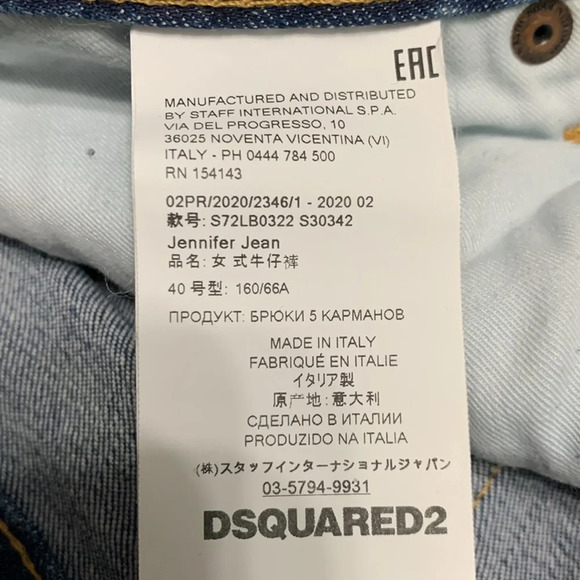 EAC
MANUFACTURED AND DISTRIBUTED
BY STAFF INTERNATIONAL S.P.A.
VIA DEL PROGRESSO, 10
36025 NOVENTA VICENTINA (VI)
ITALY - PH 0444 784 500
RN 154143
02PR/2020/2346/1 - 2020 02
款号: S72LB0322 S30342
Jennifer Jean
品名: 女 式牛仔裤
40 号型: 160/66A
ПРОДУКТ: БРЮКИ 5 КАРМАНОВ
MADE IN ITALY
FABRIQUÉ EN ITALIE
イタリア製
原产地: 意大利
СДЕЛАНО В ИТАЛИИ
PRODUZIDO NA ITALIA
(株)スタッフインターナショナルジャパン
03-5794-9931
DSQUARED2